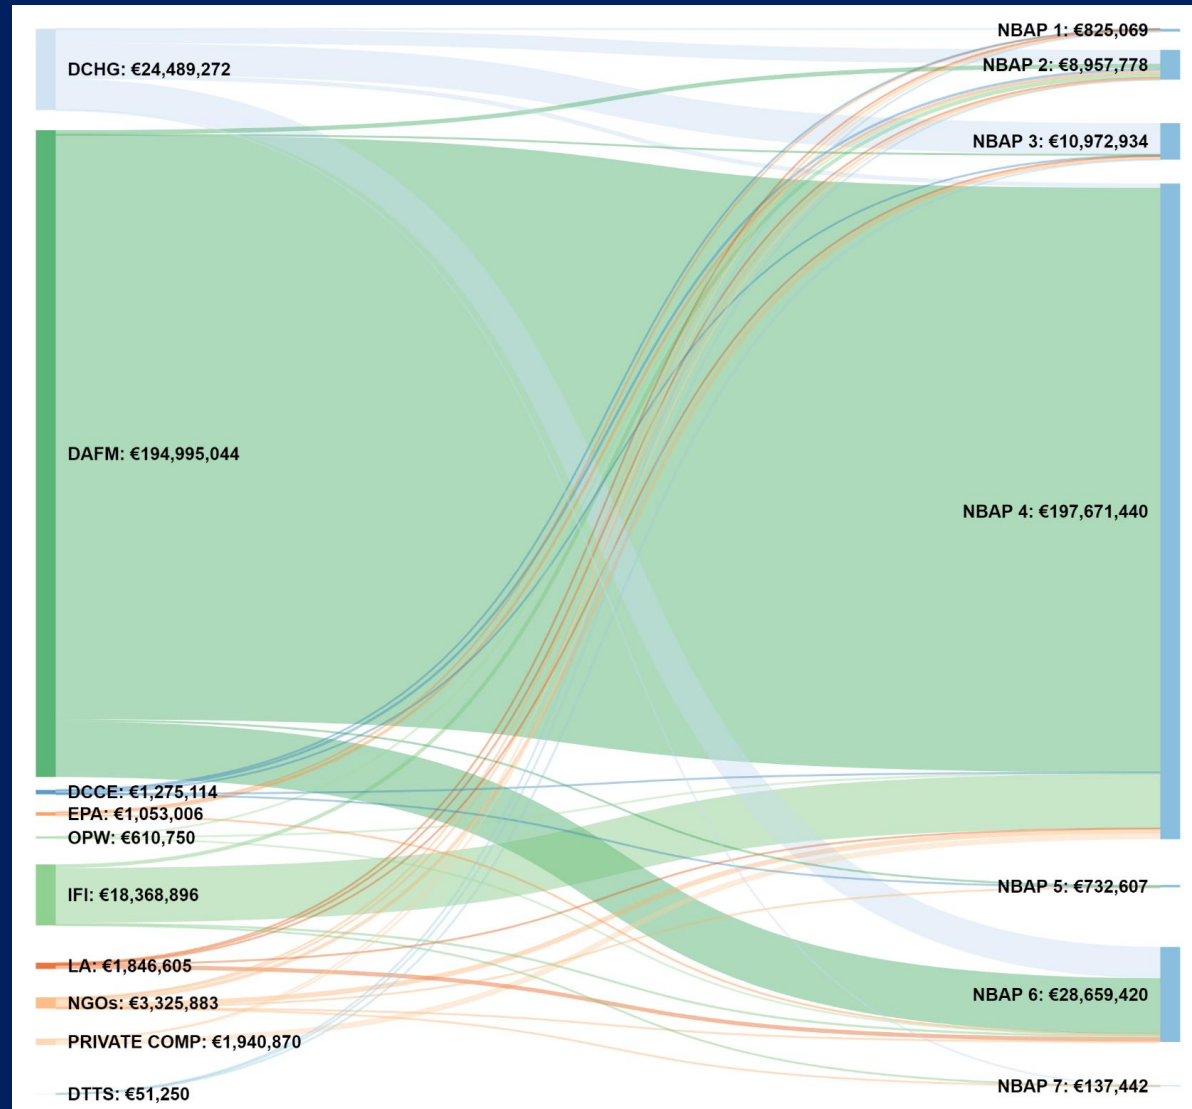 DCHG: €24,489,272
DAFM: €194,995,044
DCCE: €1,275,114
EPA: €1,053,006
OPW: €610,750
IFI: €18,368,896
LA: €1,846,605
NGOs: €3,325,883
PRIVATE COMP: €1,940,870
DTTS: €51,250
NBAP 1: €825,069
NBAP 2: €8,957,778
NBAP 3: €10,972,934
NBAP 4: €197,671,440
NBAP 5: €732,607
NBAP 6: €28,659,420
NBAP 7: €137,442